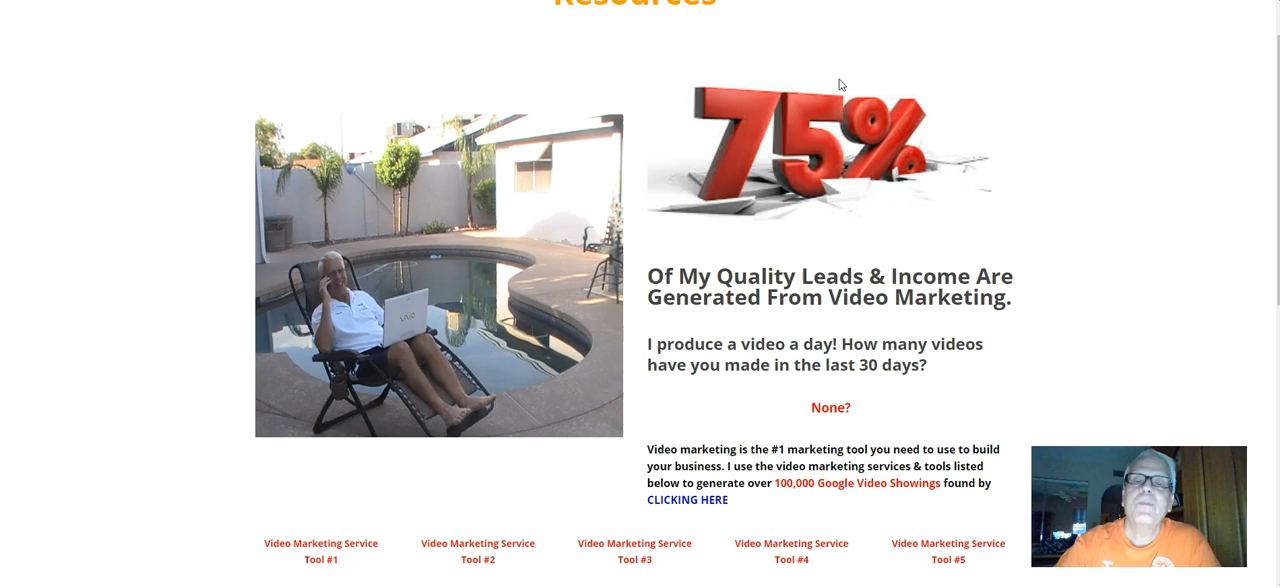 Resources
75%
VAIO
Of My Quality Leads & Income Are
Generated From Video Marketing.
I produce a video a day! How many videos
have you made in the last 30 days?
None?
Video marketing is the #1 marketing tool you need to use to build
your business. I use the video marketing services & tools listed
below to generate over 100,000 Google Video Showings found by
CLICKING HERE
Video Marketing Service
Tool #1
Video Marketing Service
Tool #2
Video Marketing Service
Tool #3
Video Marketing Service
Tool #4
Video Marketing Service
Tool #5